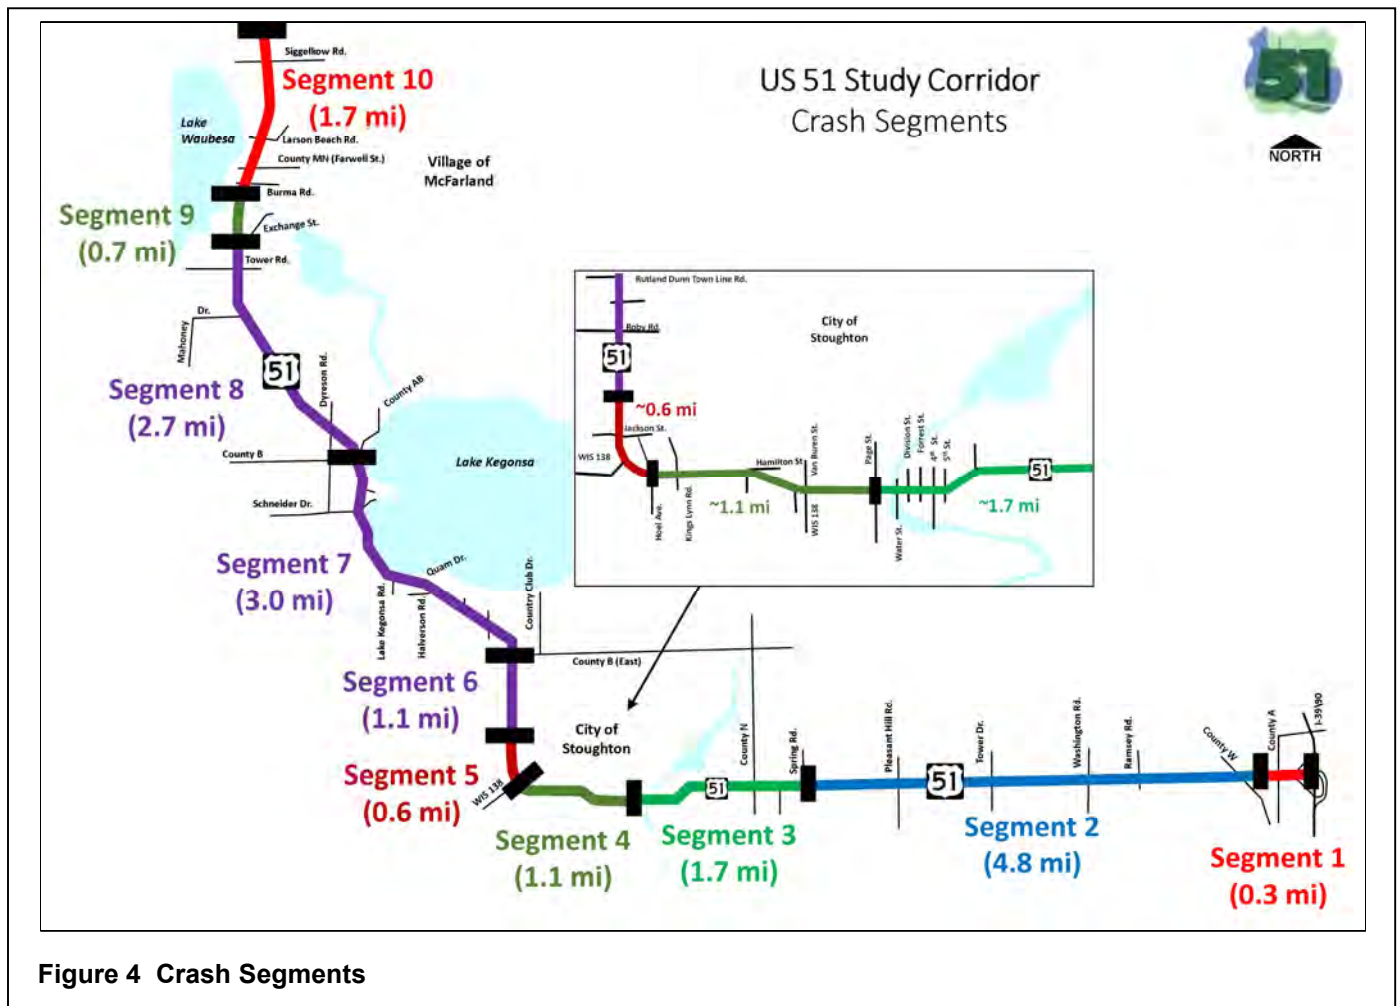 US 51 Study Corridor
Crash Segments
51
NORTH
Siggelkow Rd.
Segment 10
(1.7 mi)
Lake
Waubesa
Larson Beach Rd.
County MN (Farwell St.)
Village of
McFarland
Burma Rd.
Segment 9
(0.7 mi)
Exchange St.
Tower Rd.
Mahoney
Dr.
51
Segment 8
(2.7 mi)
Dyreson Rd.
County AB
County B
Lake Kegonsa
Schneider Dr.
Segment 7
(3.0 mi)
Quam Dr.
Lake Kegonsa Rd.
Halverson Rd.
Country Club Dr.
County B (East)
Segment 6
(1.1 mi)
Segment 5
(0.6 mi)
WIS 138
City of
Stoughton
Segment 4
(1.1 mi)
51
Segment 3
(1.7 mi)
County N
Spring Rd.
Pleasant Hill Rd.
51
Tower Dr.
Washington Rd.
Ramsey Rd.
Segment 2
(4.8 mi)
County W
County A
I-39\90
Segment 1
(0.3 mi)
Rutland Dunn Town Line Rd.
Roby Rd.
51
City of
Stoughton
~0.6 mi
Jackson St.
WIS 138
Hoel Ave.
Kings Lynn Rd.
Hamilton St
~1.1 mi
Van Buren St.
WIS 138
Page St.
Water St.
Division St.
Forrest St.
4th St.
5th St.
51
~1.7 mi
Figure 4 Crash Segments